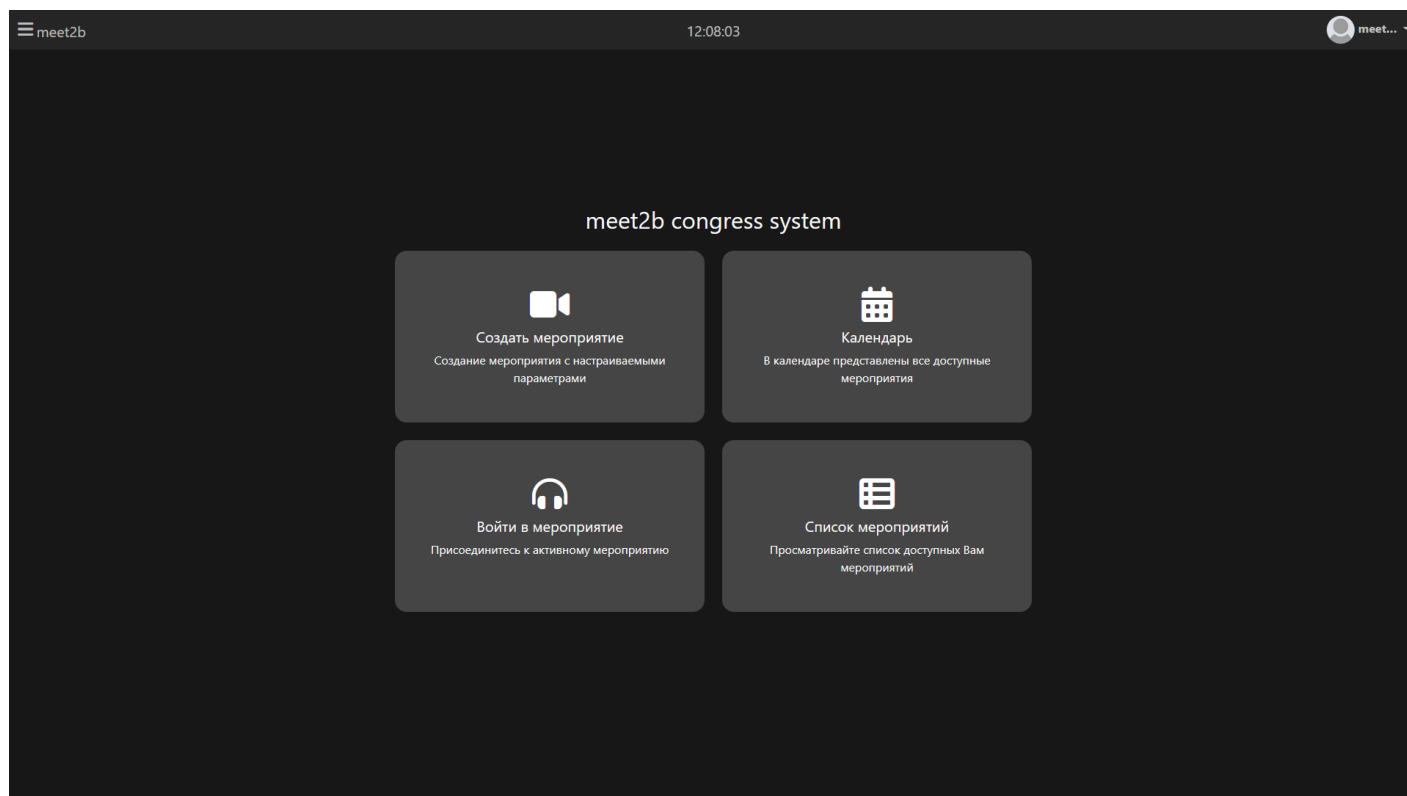 meet2b
12:08:03
meet...
meet2b congress system
Создать мероприятие
Создание мероприятия с настраиваемыми
параметрами
Календарь
В календаре представлены все доступные
мероприятия
Войти в мероприятие
Присоединитесь к активному мероприятию
Список мероприятий
Просматривайте список доступных Вам
мероприятий